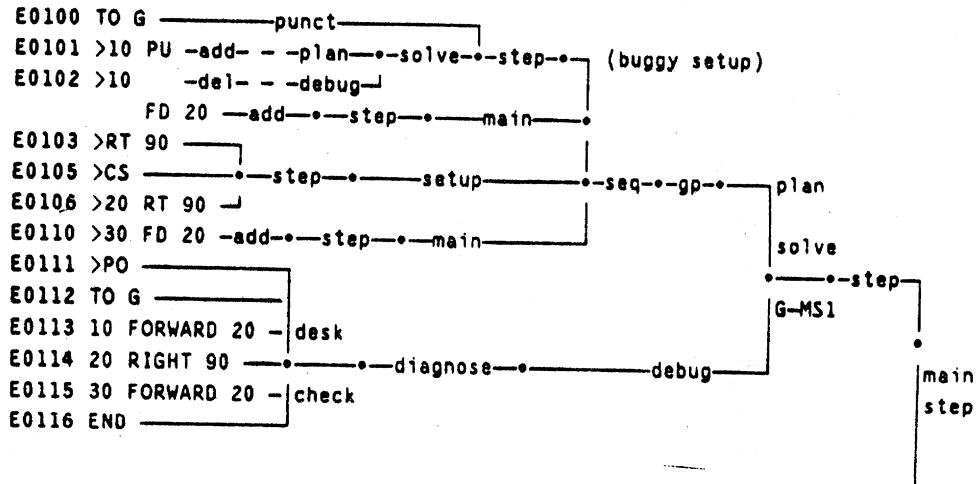 E0100 TO G punct
E0101 >10 PU -add- - -plan solve step (buggy setup)
E0102 >10 -del- - -debug
FD 20 add step main
E0103 >RT 90
E0105 >CS step setup seq gp plan
E0106 >20 RT 90
E0110 >30 FD 20 -add step main
solve
E0111 >PO
step
E0112 TO G
G-MS1
E0113 10 FORWARD 20 desk
E0114 20 RIGHT 90 diagnose debug
main
E0115 30 FORWARD 20 check
step
E0116 END